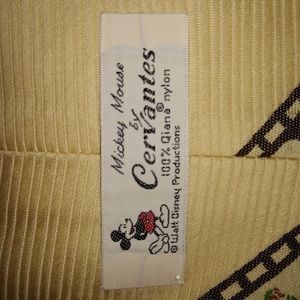 Mickey Mouse
by
Cervantes®
100% Qiana® nylon
© Walt Disney Productions